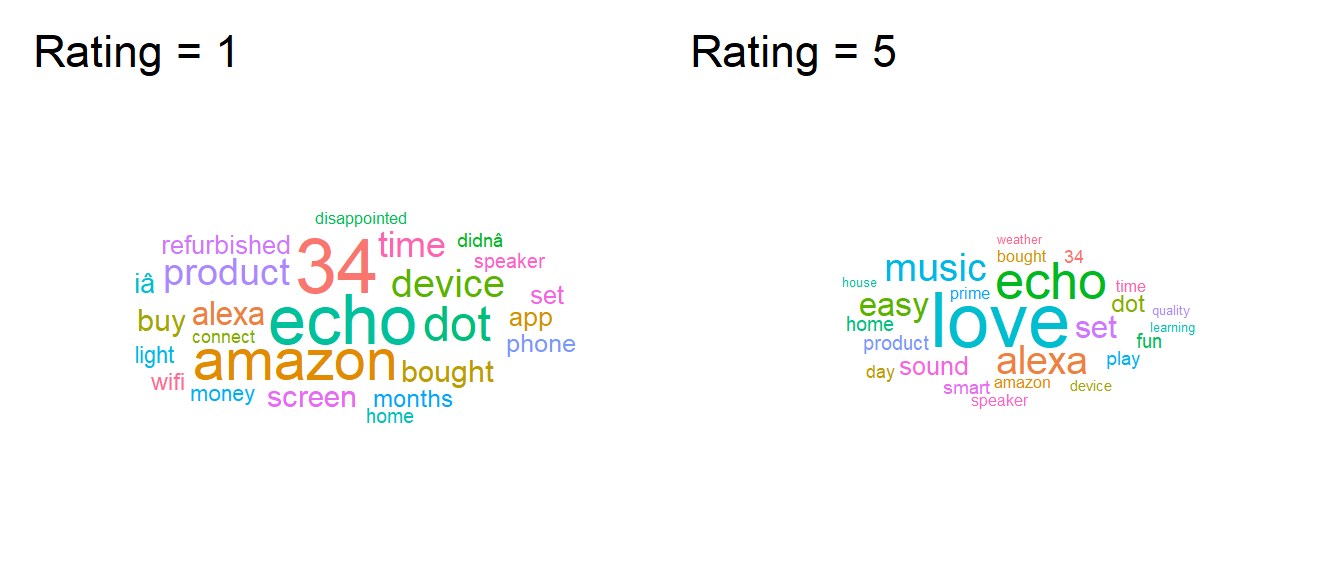 Rating = 1
disappointed
refurbished 34 time didnâ
speaker
product
iâ device set
buy alexa echo dot app
connect phone
light amazon bought
wifi
money screen months
home
Rating = 5
weather
bought 34
music echo
house prime time
easy love dot quality
home set learning
product fun
sound alexa play
day
smart amazon device
speaker